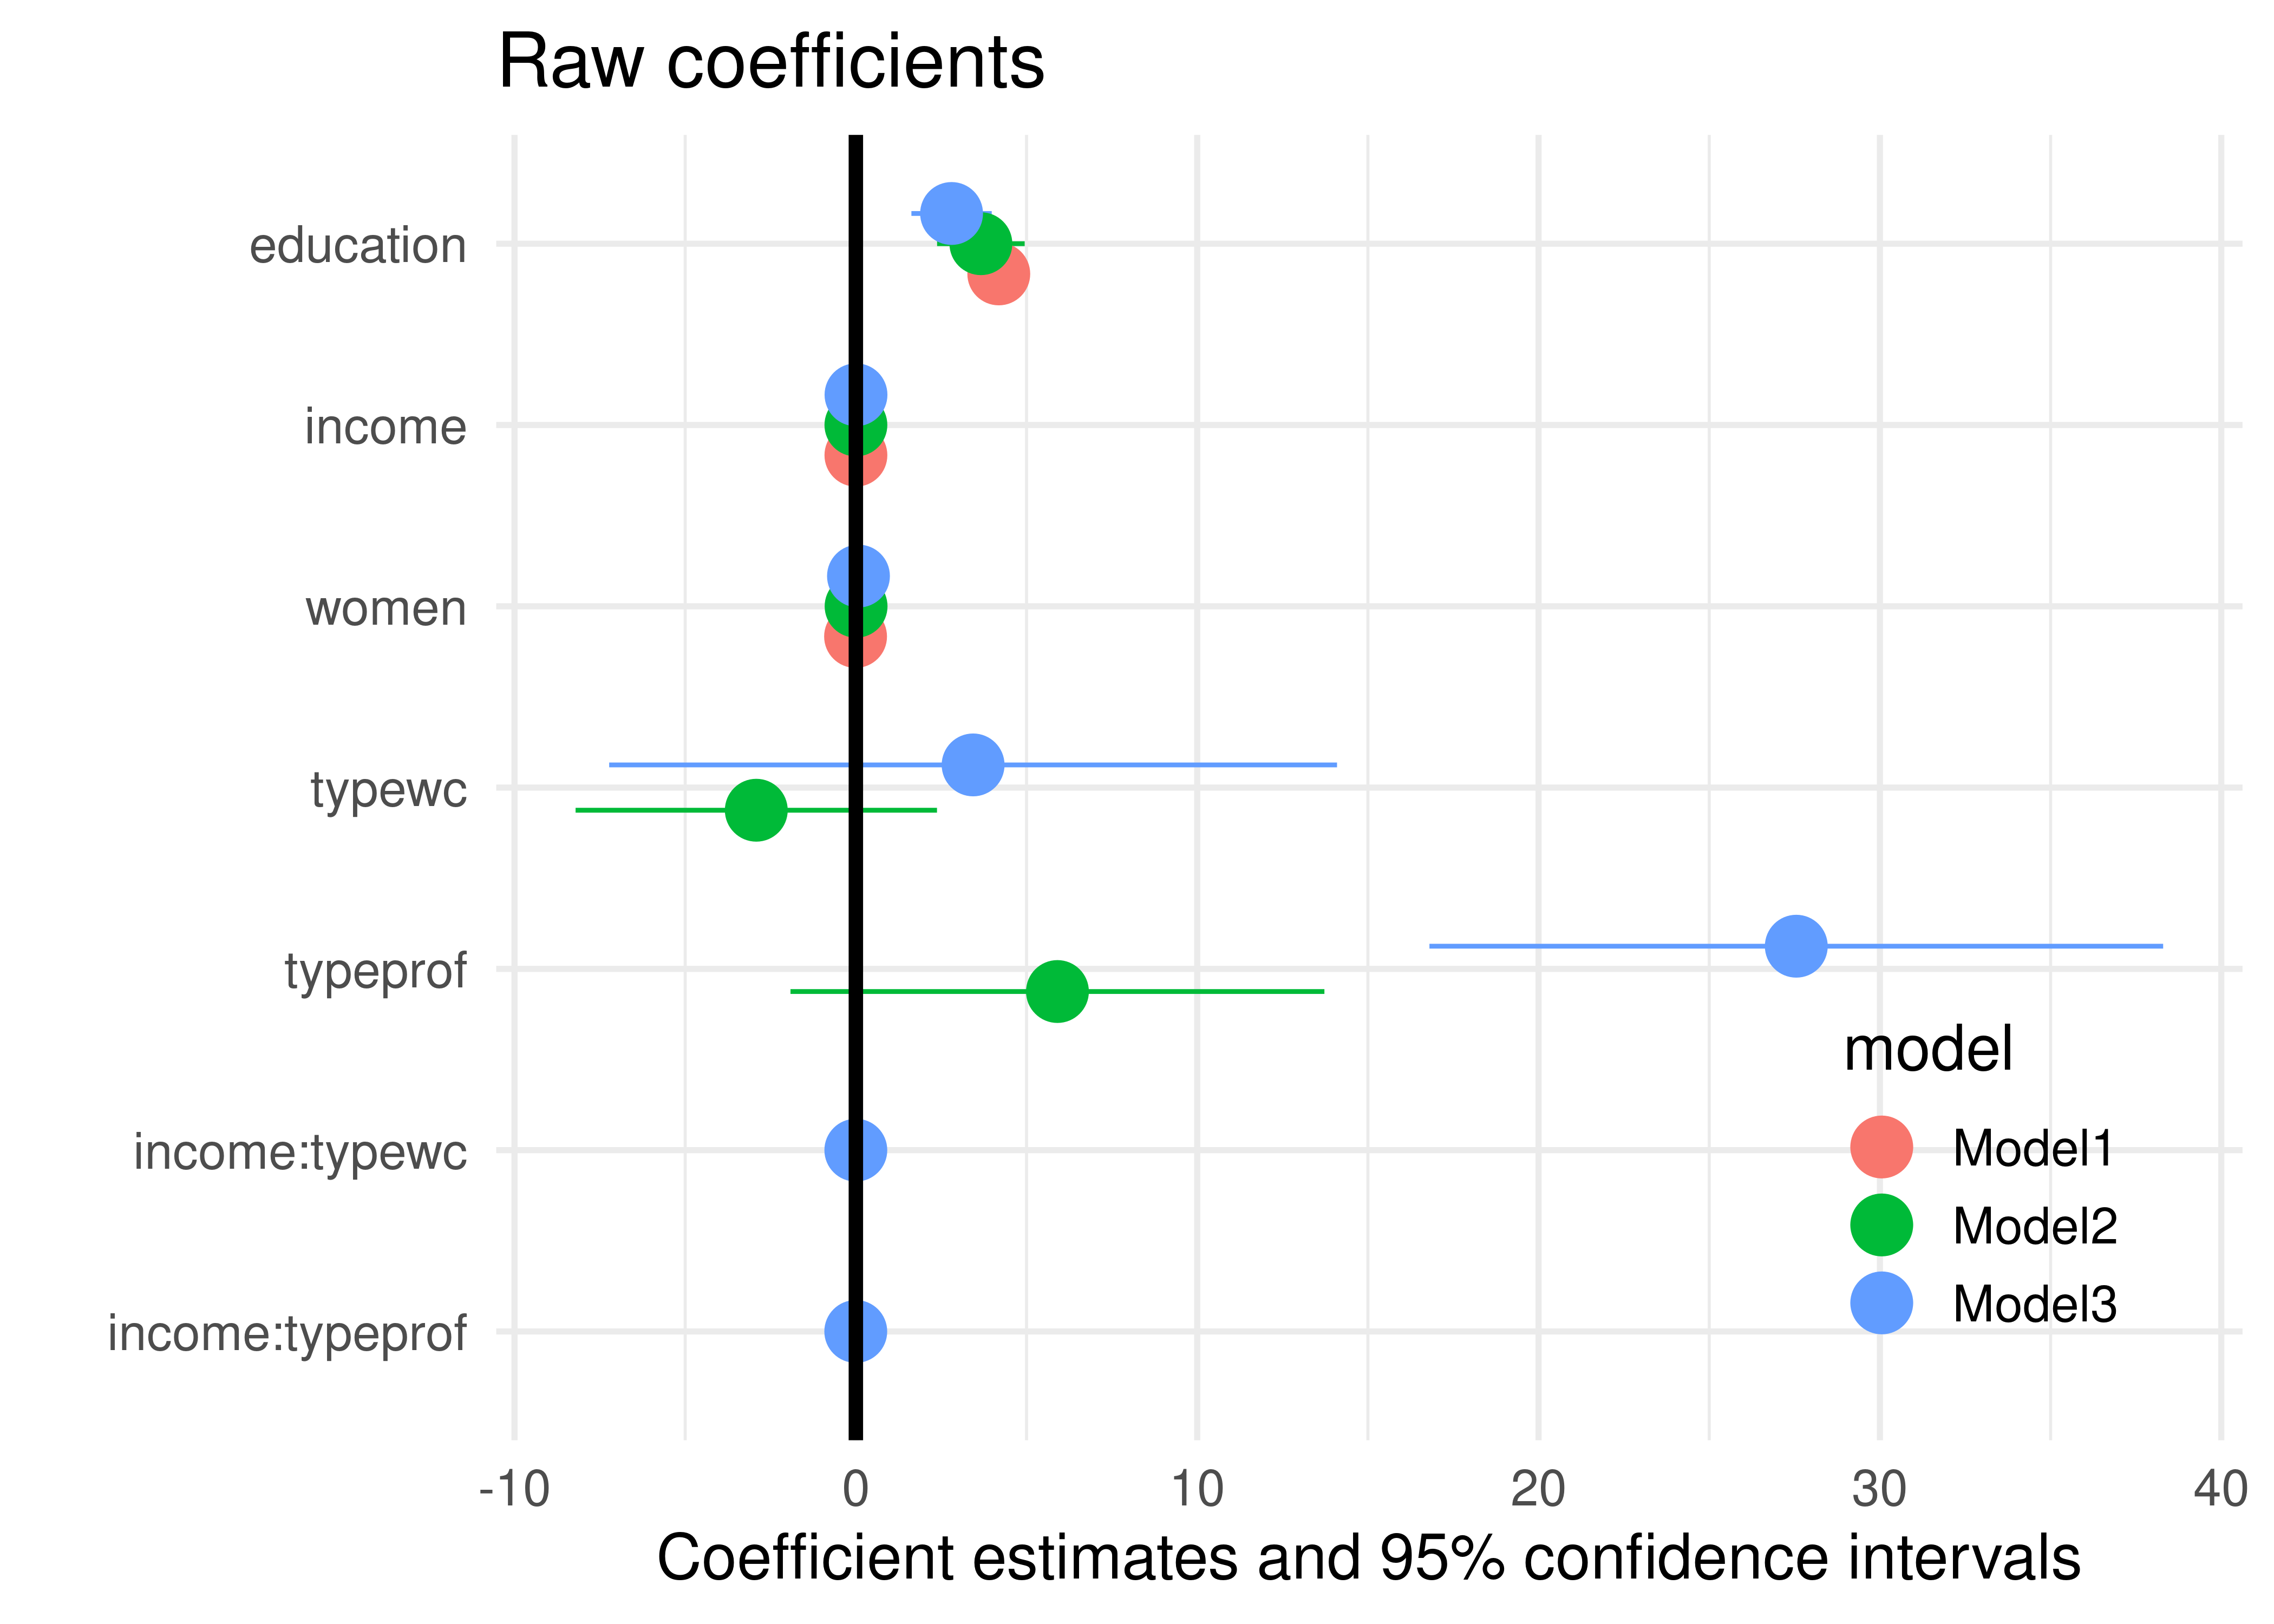 Raw coefficients
education
income
women
typewc
typeprof
income:typewc
income:typeprof
model
Model1
Model2
Model3
-10 0 10 20 30 40
Coefficient estimates and 95% confidence intervals